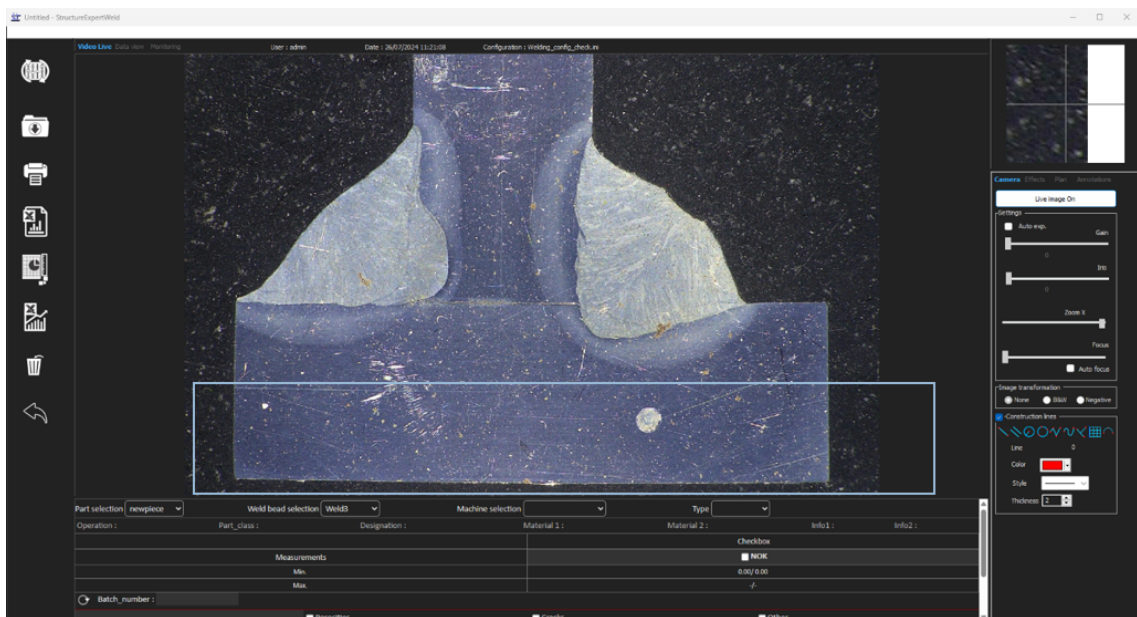 Untitled - StructureExpertWeld
Video Live Data view Monitoring User : admin Date : 26/07/2024 11:21:08 Configuration : Welding_config_check.ini
Camera Effects Plan Annotations
Live image On
Settings
Auto exp.
Gain
0
Iris
0
Zoom X
Focus
Auto focus
Image transformation
None B&W Negative
Construction lines
Line 0
Color
Style
Thickness 2
Part selection newpiece Weld bead selection Weld3 Machine selection Type
Operation : Part_class : Designation : Material 1 : Material 2 : Info1 : Info2 :
Checkbox
Measurements NOK
Min. 0.00/ 0.00
Max. -/-
Batch_number :
Porosities Cracks Other